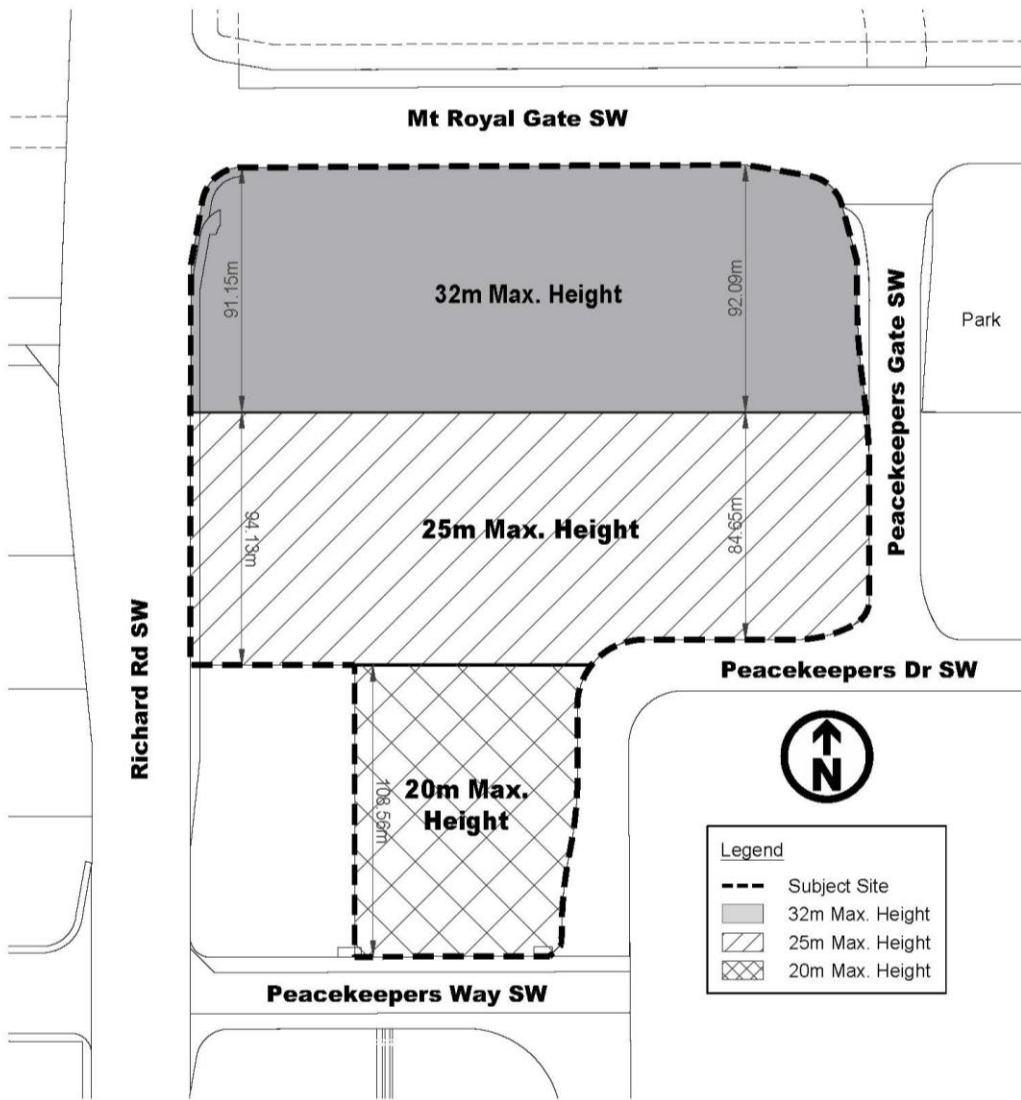 Mt Royal Gate SW
91.15m
32m Max. Height
92.09m
Peacekeepers Gate SW
Park
94.13m
25m Max. Height
84.65m
Richard Rd SW
Peacekeepers Dr SW
N
108.56m
20m Max.
Height
Legend
Subject Site
32m Max. Height
25m Max. Height
20m Max. Height
Peacekeepers Way SW